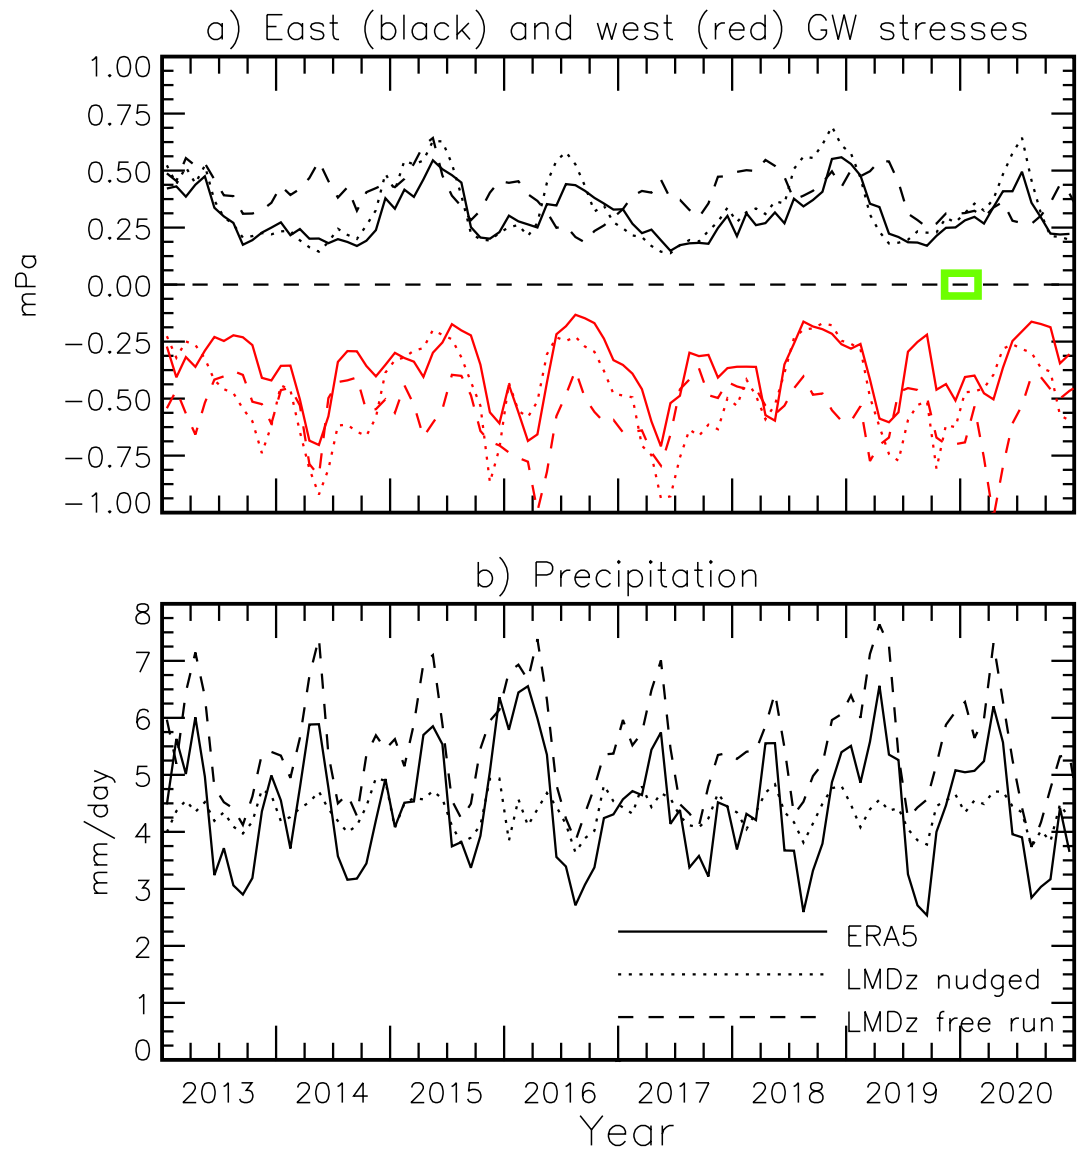 a) East (black) and west (red) GW stresses
1.00
0.75
0.50
0.25
0.00
−0.25
−0.50
−0.75
−1.00
mPa
b) Precipitation
8
7
6
5
4
3
2
1
0
mm/day
ERA5
LMDz nudged
LMDz free run
2013 2014 2015 2016 2017 2018 2019 2020
Year